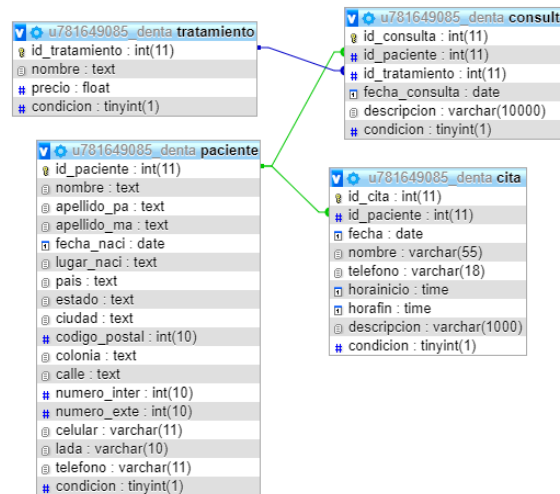 u781649085_denta tratamiento
id_tratamiento : int(11)
nombre : text
precio : float
condicion : tinyint(1)
u781649085_denta consult
id_consulta : int(11)
id_paciente : int(11)
id_tratamiento : int(11)
fecha_consulta : date
descripcion : varchar(10000)
condicion : tinyint(1)
u781649085_denta paciente
id_paciente : int(11)
nombre : text
apellido_pa : text
apellido_ma : text
fecha_naci : date
lugar_naci : text
pais : text
estado : text
ciudad : text
codigo_postal : int(10)
colonia : text
calle : text
numero_inter : int(10)
numero_exte : int(10)
celular : varchar(11)
lada : varchar(10)
telefono : varchar(11)
condicion : tinyint(1)
u781649085_denta cita
id_cita : int(11)
id_paciente : int(11)
fecha : date
nombre : varchar(55)
telefono : varchar(18)
horainicio : time
horafin : time
descripcion : varchar(1000)
condicion : tinyint(1)